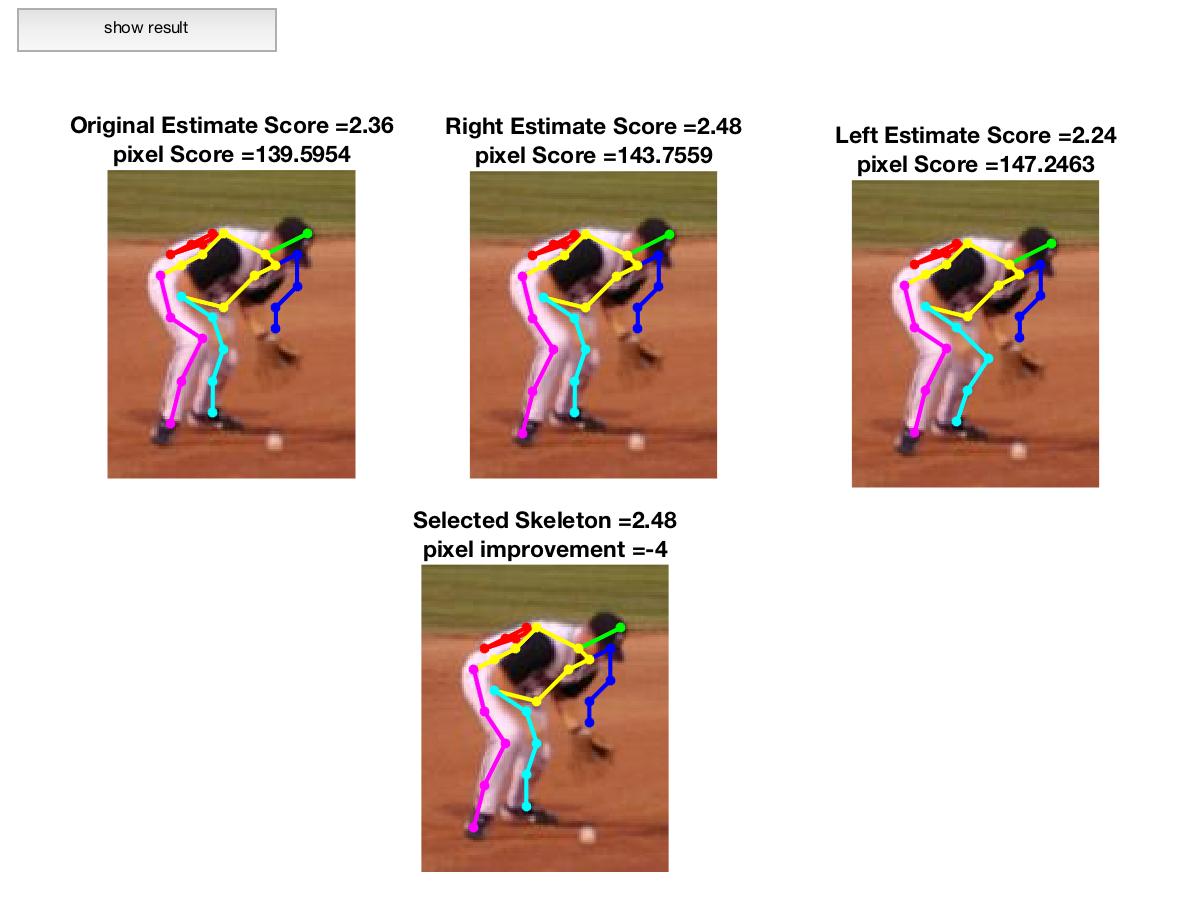 show result
Original Estimate Score =2.36
pixel Score =139.5954
Right Estimate Score =2.48
pixel Score =143.7559
Left Estimate Score =2.24
pixel Score =147.2463
Selected Skeleton =2.48
pixel improvement =-4